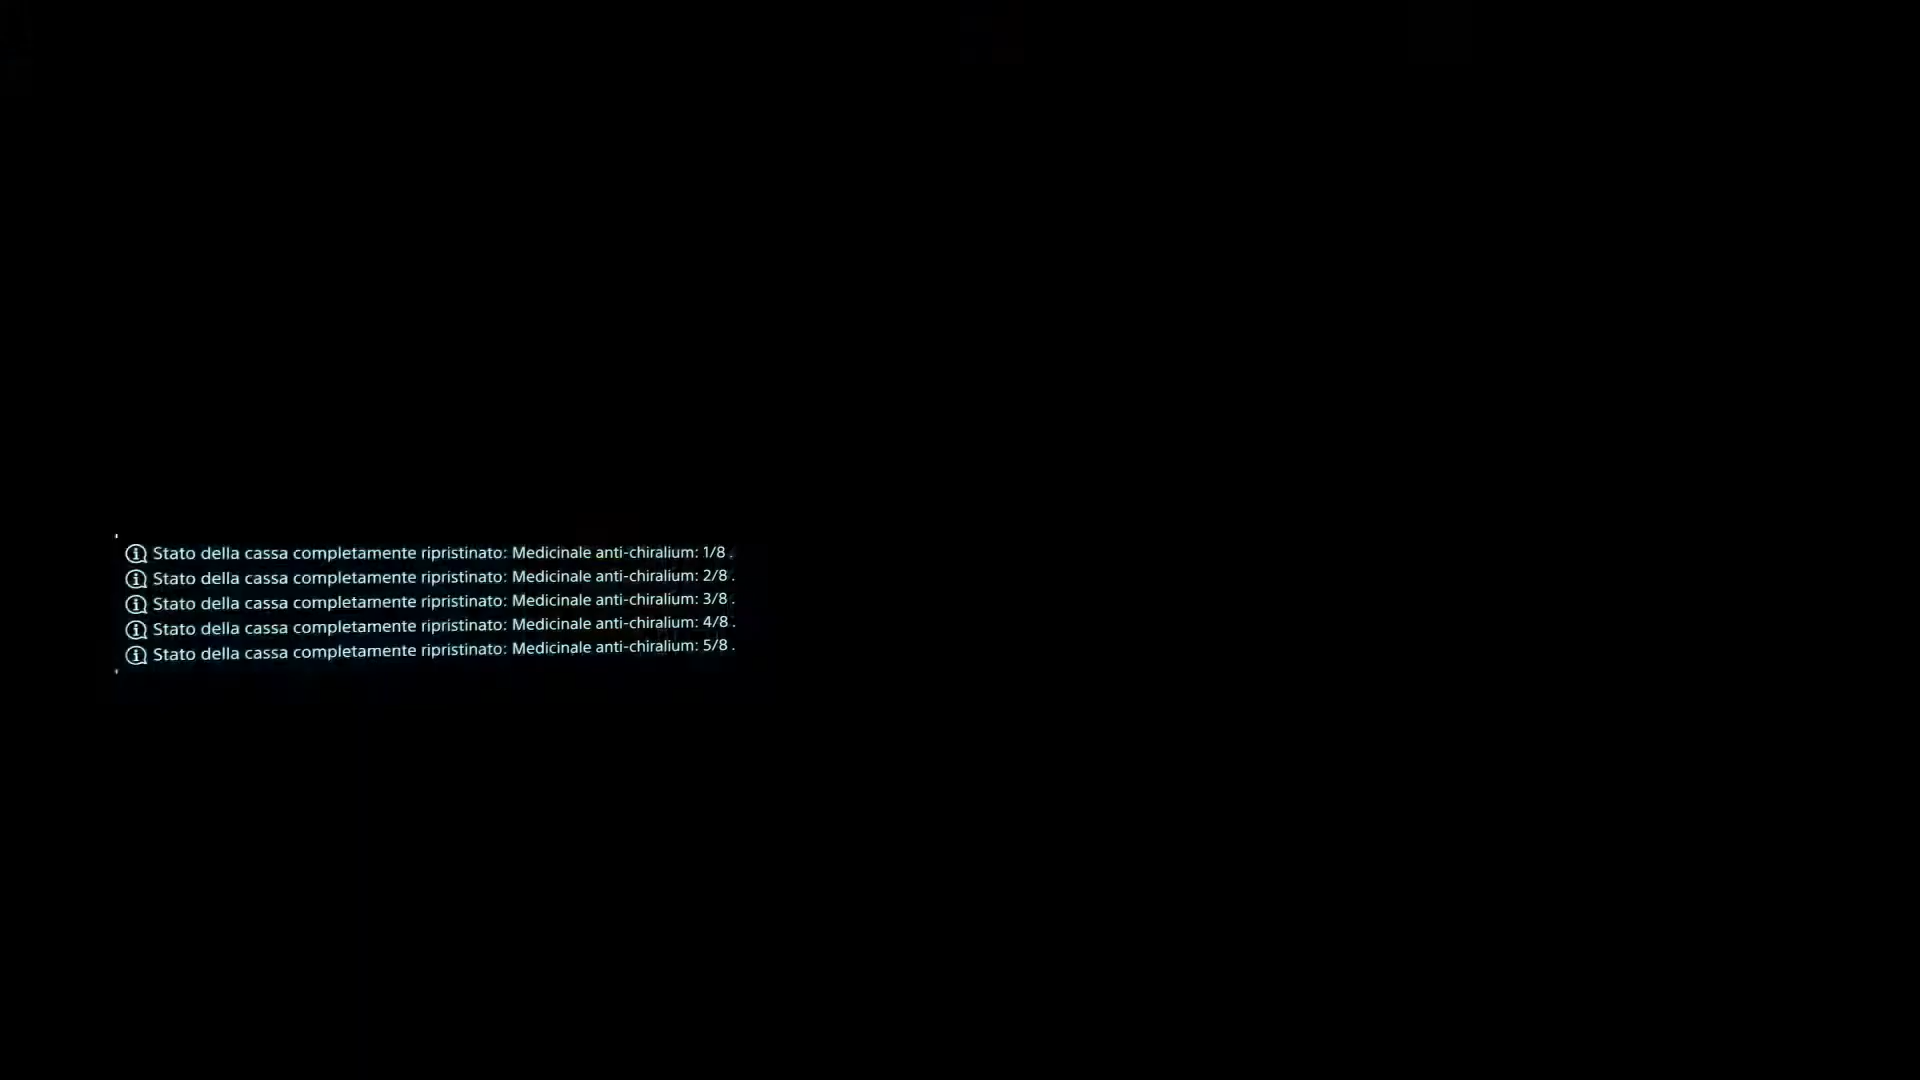 Stato della cassa completamente ripristinato: Medicinale anti-chiralium: 1/8 .
Stato della cassa completamente ripristinato: Medicinale anti-chiralium: 2/8 .
Stato della cassa completamente ripristinato: Medicinale anti-chiralium: 3/8 .
Stato della cassa completamente ripristinato: Medicinale anti-chiralium: 4/8 .
Stato della cassa completamente ripristinato: Medicinale anti-chiralium: 5/8 .